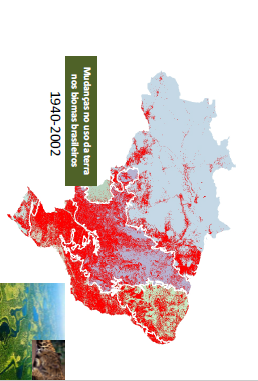 Mudanças no uso da terra
nos biomas brasileiros
1940-2002